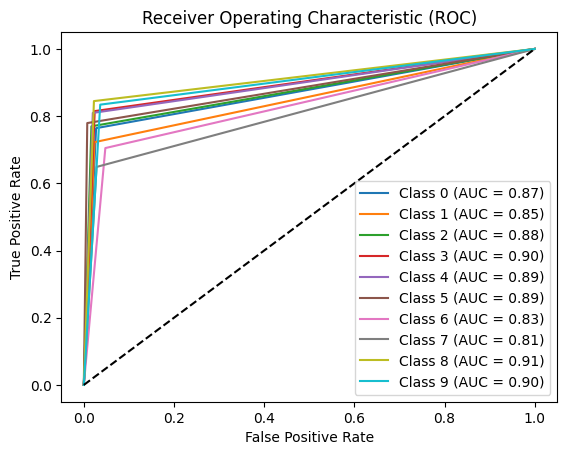 Receiver Operating Characteristic (ROC)
1.0
0.8
0.6
0.4
0.2
0.0
True Positive Rate
Class 0 (AUC = 0.87)
Class 1 (AUC = 0.85)
Class 2 (AUC = 0.88)
Class 3 (AUC = 0.90)
Class 4 (AUC = 0.89)
Class 5 (AUC = 0.89)
Class 6 (AUC = 0.83)
Class 7 (AUC = 0.81)
Class 8 (AUC = 0.91)
Class 9 (AUC = 0.90)
0.0 0.2 0.4 0.6 0.8 1.0
False Positive Rate